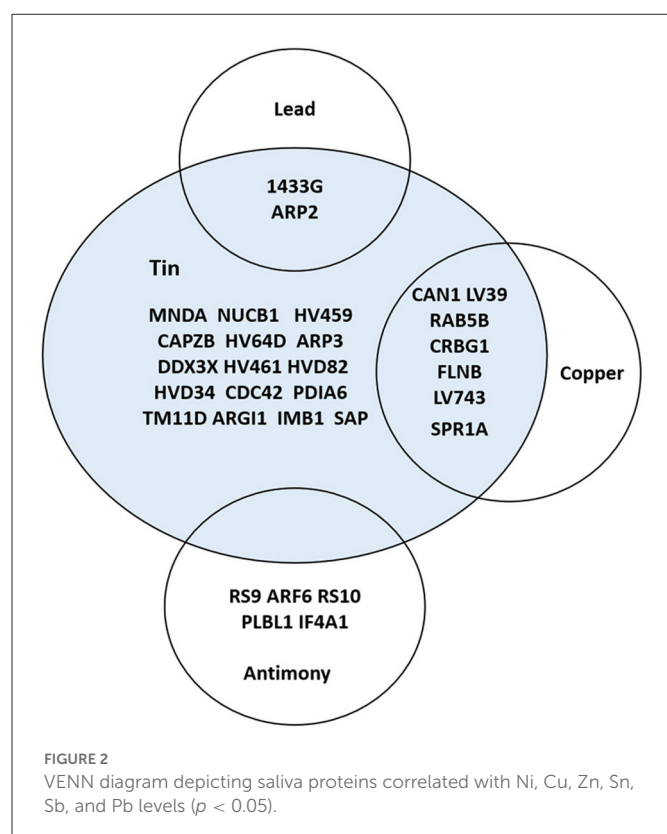 Lead
1433G
ARP2
Tin
MNDA NUCB1 HV459
CAPZB HV64D ARP3
DDX3X HV461 HVD82
HVD34 CDC42 PDIA6
TM11D ARGI1 IMB1 SAP
CAN1 LV39
RAB5B
CRBG1
FLNB
LV743
SPR1A
Copper
RS9 ARF6 RS10
PLBL1 IF4A1
Antimony
FIGURE 2
VENN diagram depicting saliva proteins correlated with Ni, Cu, Zn, Sn,
Sb, and Pb levels (p < 0.05).